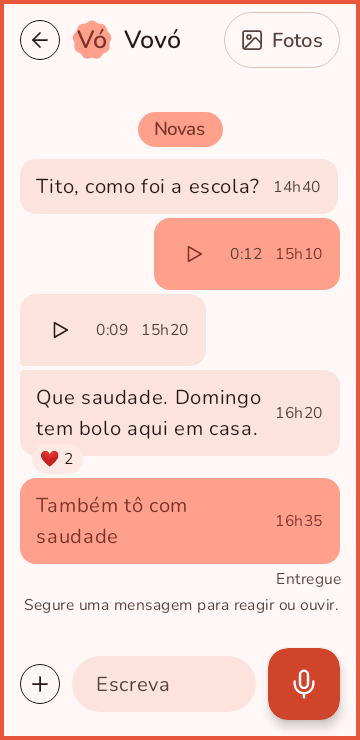 Vó Vovó Fotos
Novas
Tito, como foi a escola? 14h40
0:12 15h10
0:09 15h20
Que saudade. Domingo
tem bolo aqui em casa. 16h20
❤️ 2
Também tô com
saudade 16h35
Entregue
Segure uma mensagem para reagir ou ouvir.
Escreva